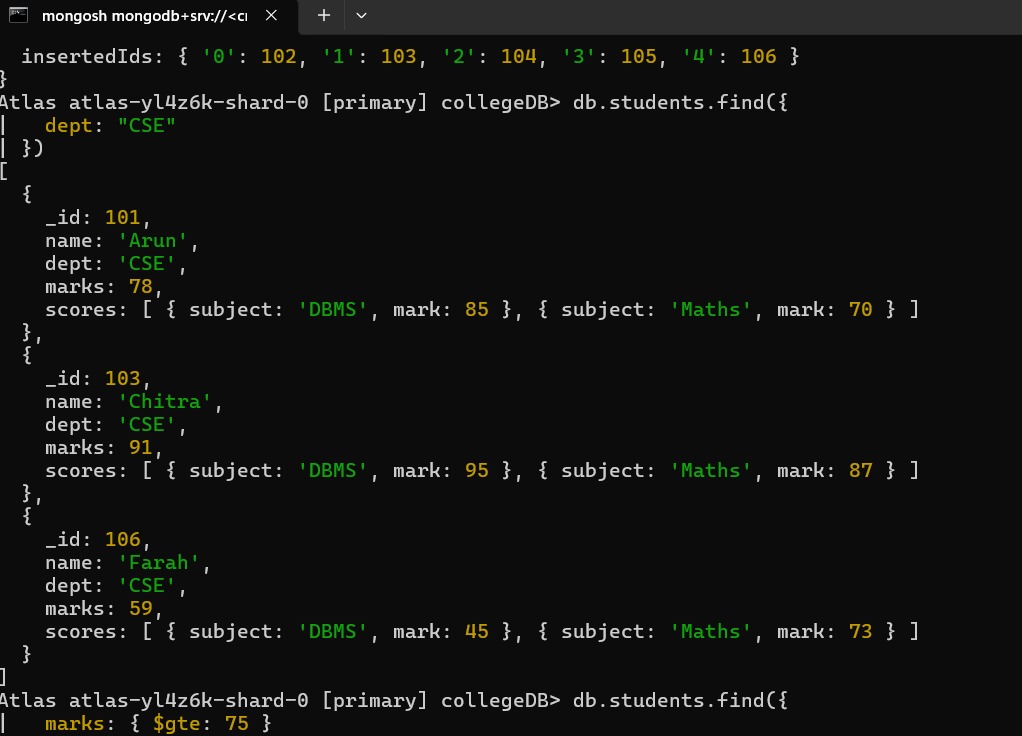 mongosh mongodb+srv://<cr
insertedIds: { '0': 102, '1': 103, '2': 104, '3': 105, '4': 106 }
}
Atlas atlas-yl4z6k-shard-0 [primary] collegeDB> db.students.find({
|   dept: "CSE"
| })
[
  {
    _id: 101,
    name: 'Arun',
    dept: 'CSE',
    marks: 78,
    scores: [ { subject: 'DBMS', mark: 85 }, { subject: 'Maths', mark: 70 } ]
  },
  {
    _id: 103,
    name: 'Chitra',
    dept: 'CSE',
    marks: 91,
    scores: [ { subject: 'DBMS', mark: 95 }, { subject: 'Maths', mark: 87 } ]
  },
  {
    _id: 106,
    name: 'Farah',
    dept: 'CSE',
    marks: 59,
    scores: [ { subject: 'DBMS', mark: 45 }, { subject: 'Maths', mark: 73 } ]
  }
]
Atlas atlas-yl4z6k-shard-0 [primary] collegeDB> db.students.find({
|   marks: { $gte: 75 }